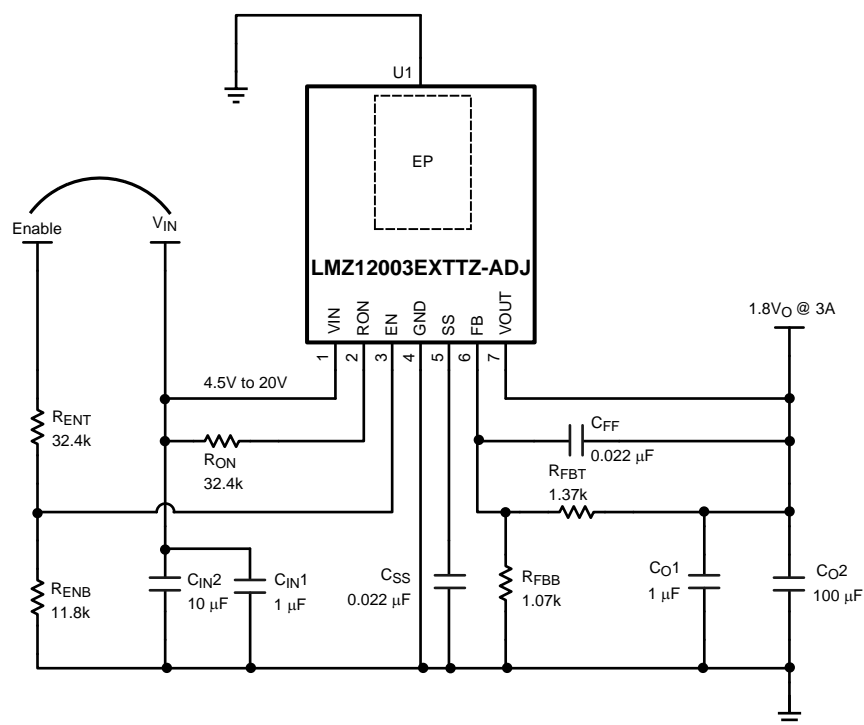 U1
EP
Enable
VIN
LMZ12003EXTTZ-ADJ
VIN
RON
EN
GND
SS
FB
VOUT
1
2
3
4
5
6
7
1.8VO @ 3A
4.5V to 20V
RENT
32.4k
RON
32.4k
CFF
0.022 μF
RFBT
1.37k
RENB
11.8k
CIN2
10 μF
CIN1
1 μF
CSS
0.022 μF
RFBB
1.07k
CO1
1 μF
CO2
100 μF